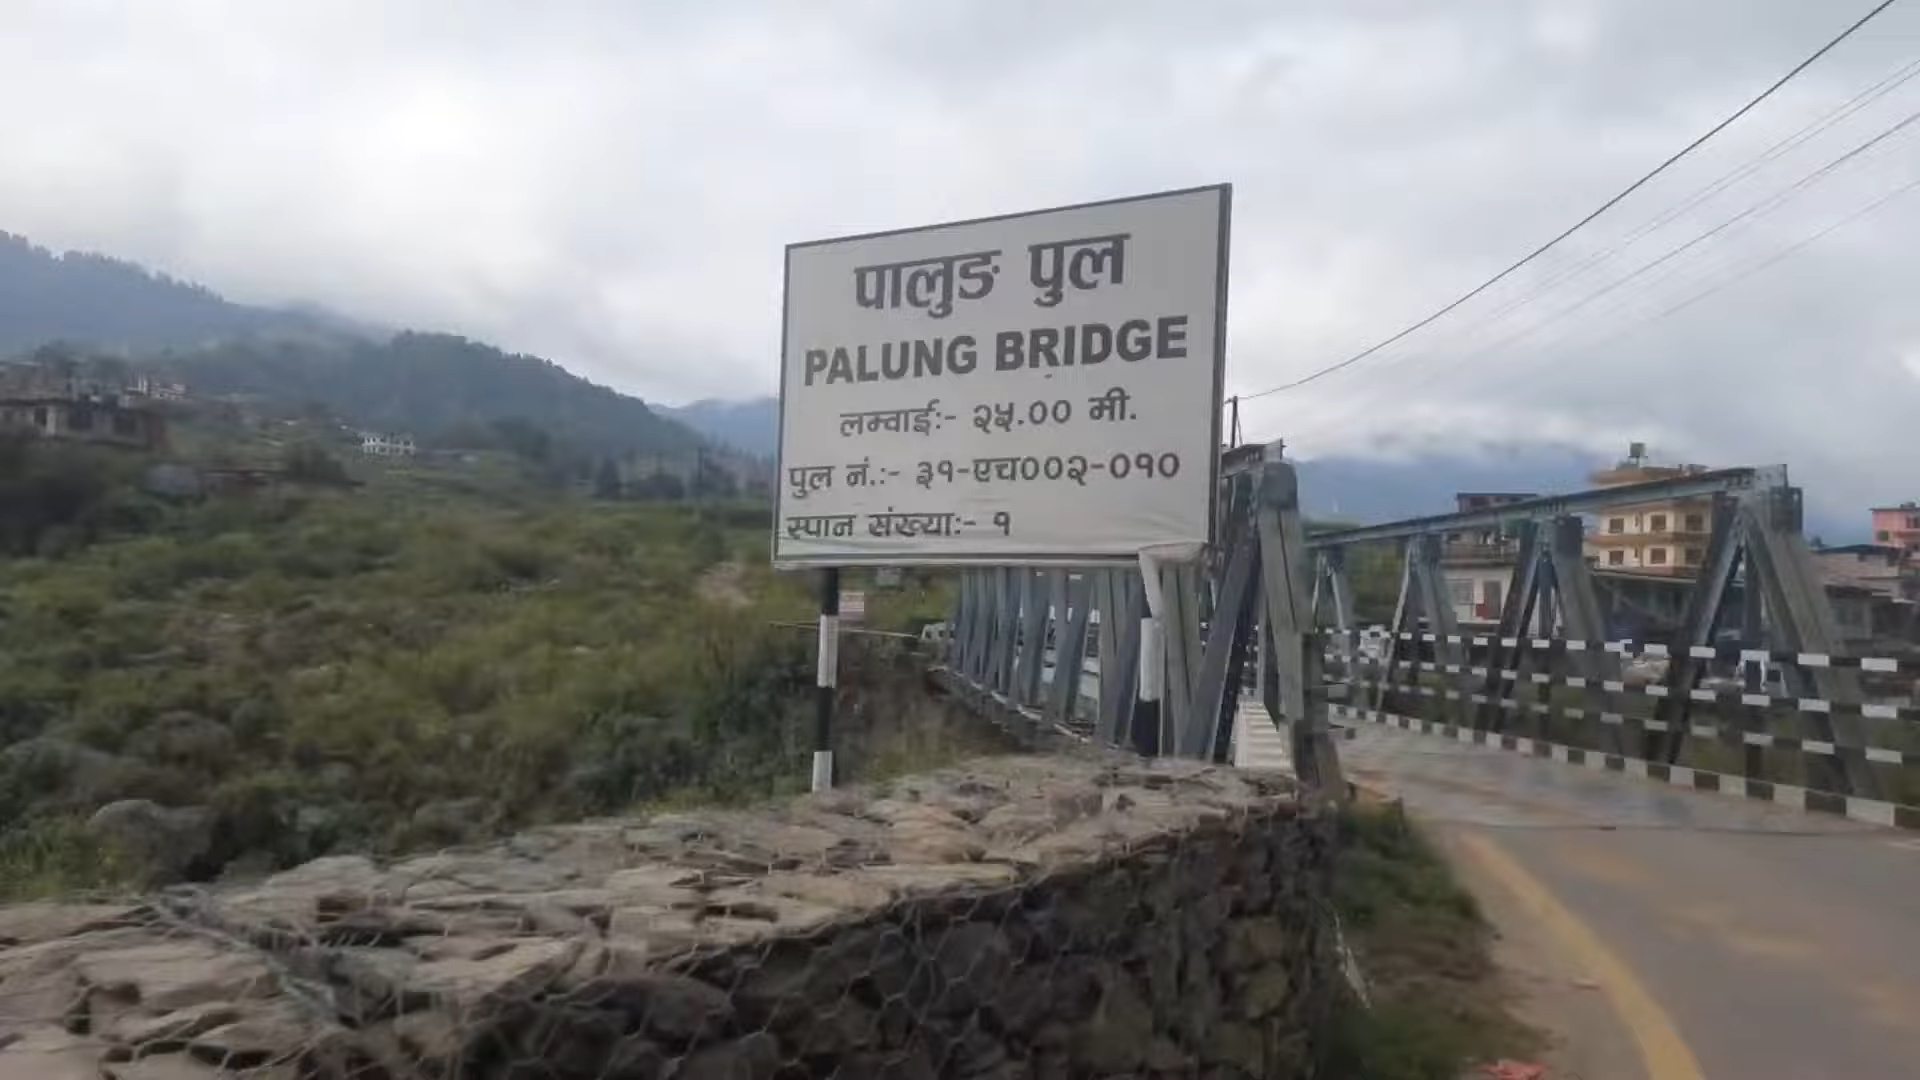 पालुङ पुल
PALUNG BRIDGE
लम्वाईः- २५.०० मी.
पुल नं.:- ३१-एच००२-०१०
स्पान संख्याः- १